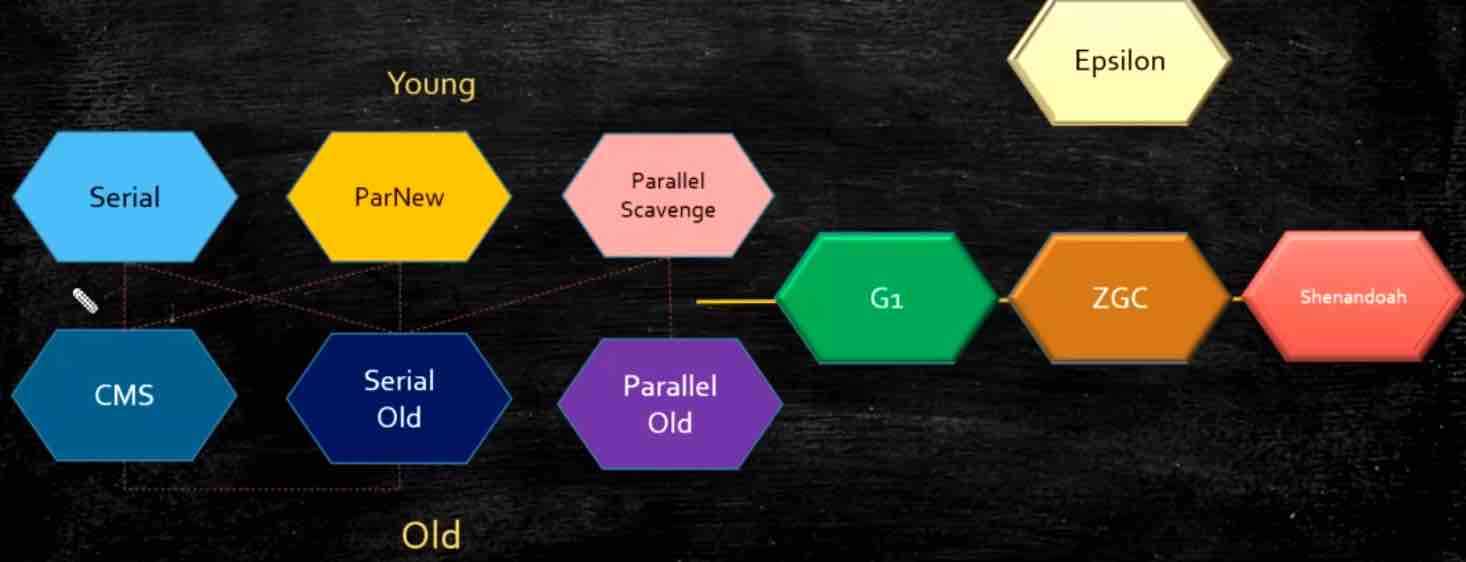 Epsilon
Young
Serial
ParNew
Parallel
Scavenge
G1
ZGC
Shenandoah
CMS
Serial
Old
Parallel
Old
Old